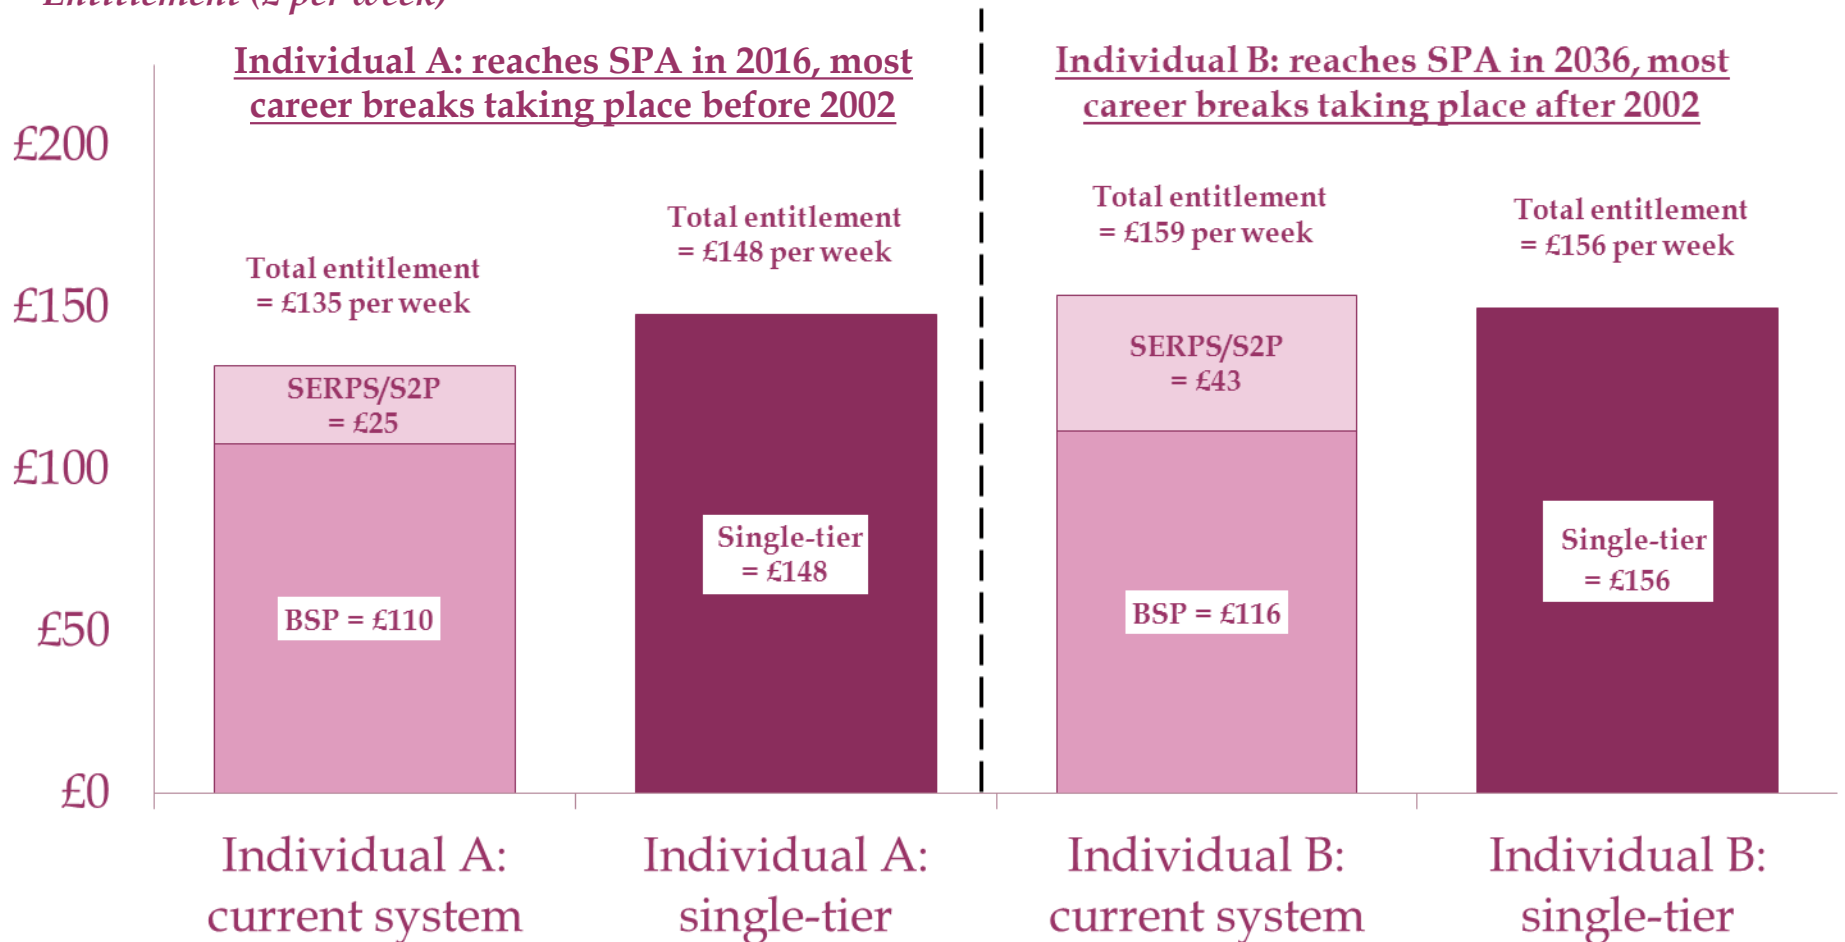 Entitlement (£ per week)
Individual A: reaches SPA in 2016, most
career breaks taking place before 2002
Individual B: reaches SPA in 2036, most
career breaks taking place after 2002
£200
£150
£100
£50
£0
Total entitlement
= £135 per week
SERPS/S2P
= £25
BSP = £110
Total entitlement
= £148 per week
Single-tier
= £148
Total entitlement
= £159 per week
SERPS/S2P
= £43
BSP = £116
Total entitlement
= £156 per week
Single-tier
= £156
Individual A:
current system
Individual A:
single-tier
Individual B:
current system
Individual B:
single-tier